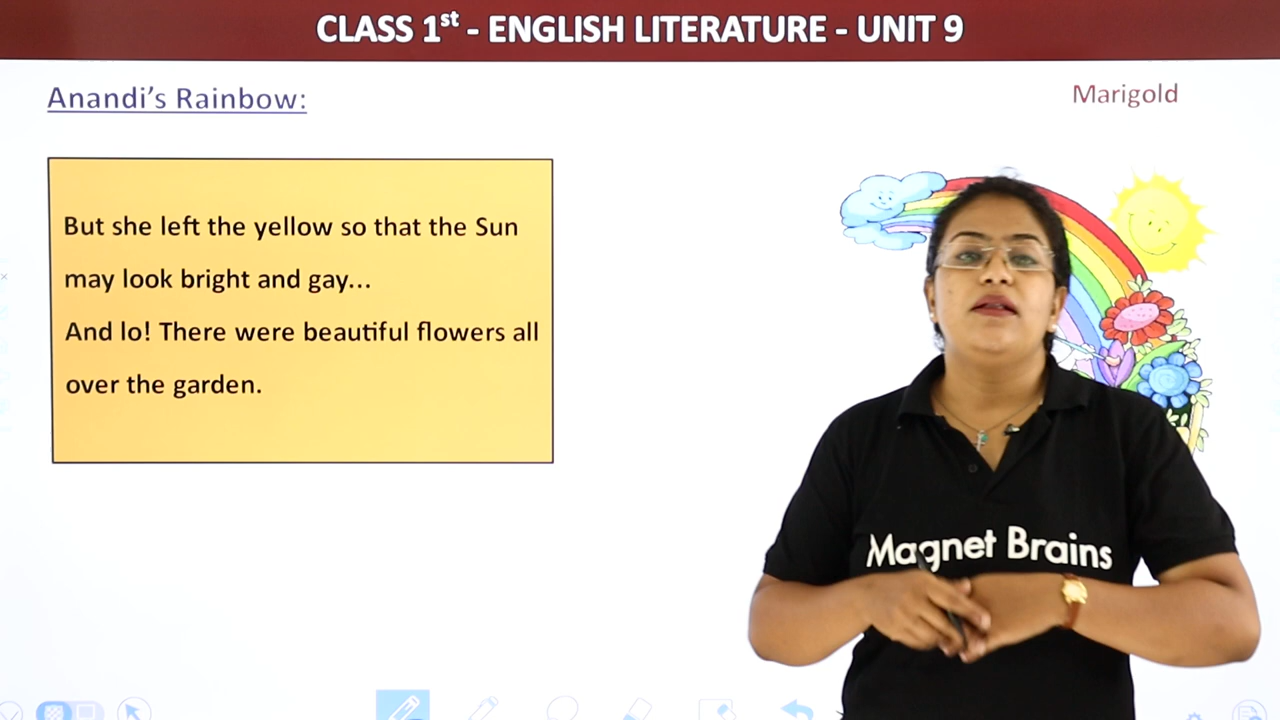 CLASS 1st - ENGLISH LITERATURE - UNIT 9
Anandi's Rainbow:
Marigold
But she left the yellow so that the Sun
may look bright and gay...
And lo! There were beautiful flowers all
over the garden.
Magnet Brains